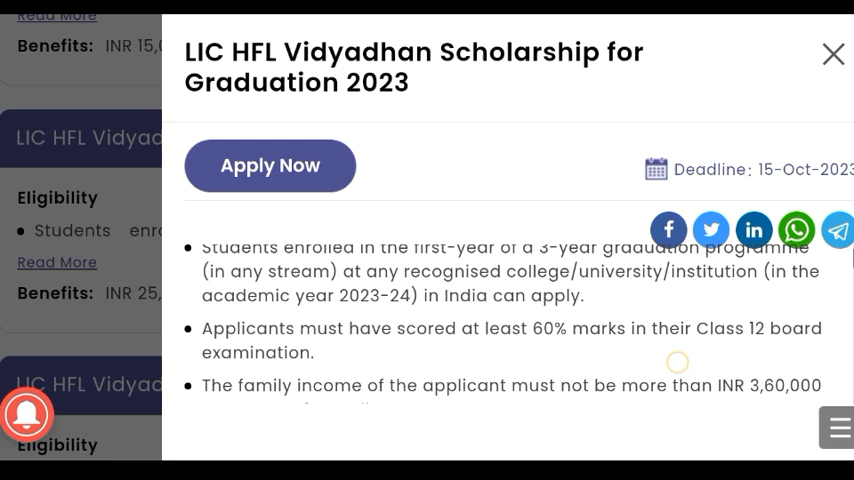 Read More
Benefits: INR 15,0
LIC HFL Vidyad
Eligibility
Students enro
Read More
Benefits: INR 25,
LIC HFL Vidyad
Eligibility
LIC HFL Vidyadhan Scholarship for
Graduation 2023
Apply Now
Deadline: 15-Oct-2023
Students enrolled in the first-year of a 3-year graduation programme
(in any stream) at any recognised college/university/institution (in the
academic year 2023-24) in India can apply.
Applicants must have scored at least 60% marks in their Class 12 board
examination.
The family income of the applicant must not be more than INR 3,60,000